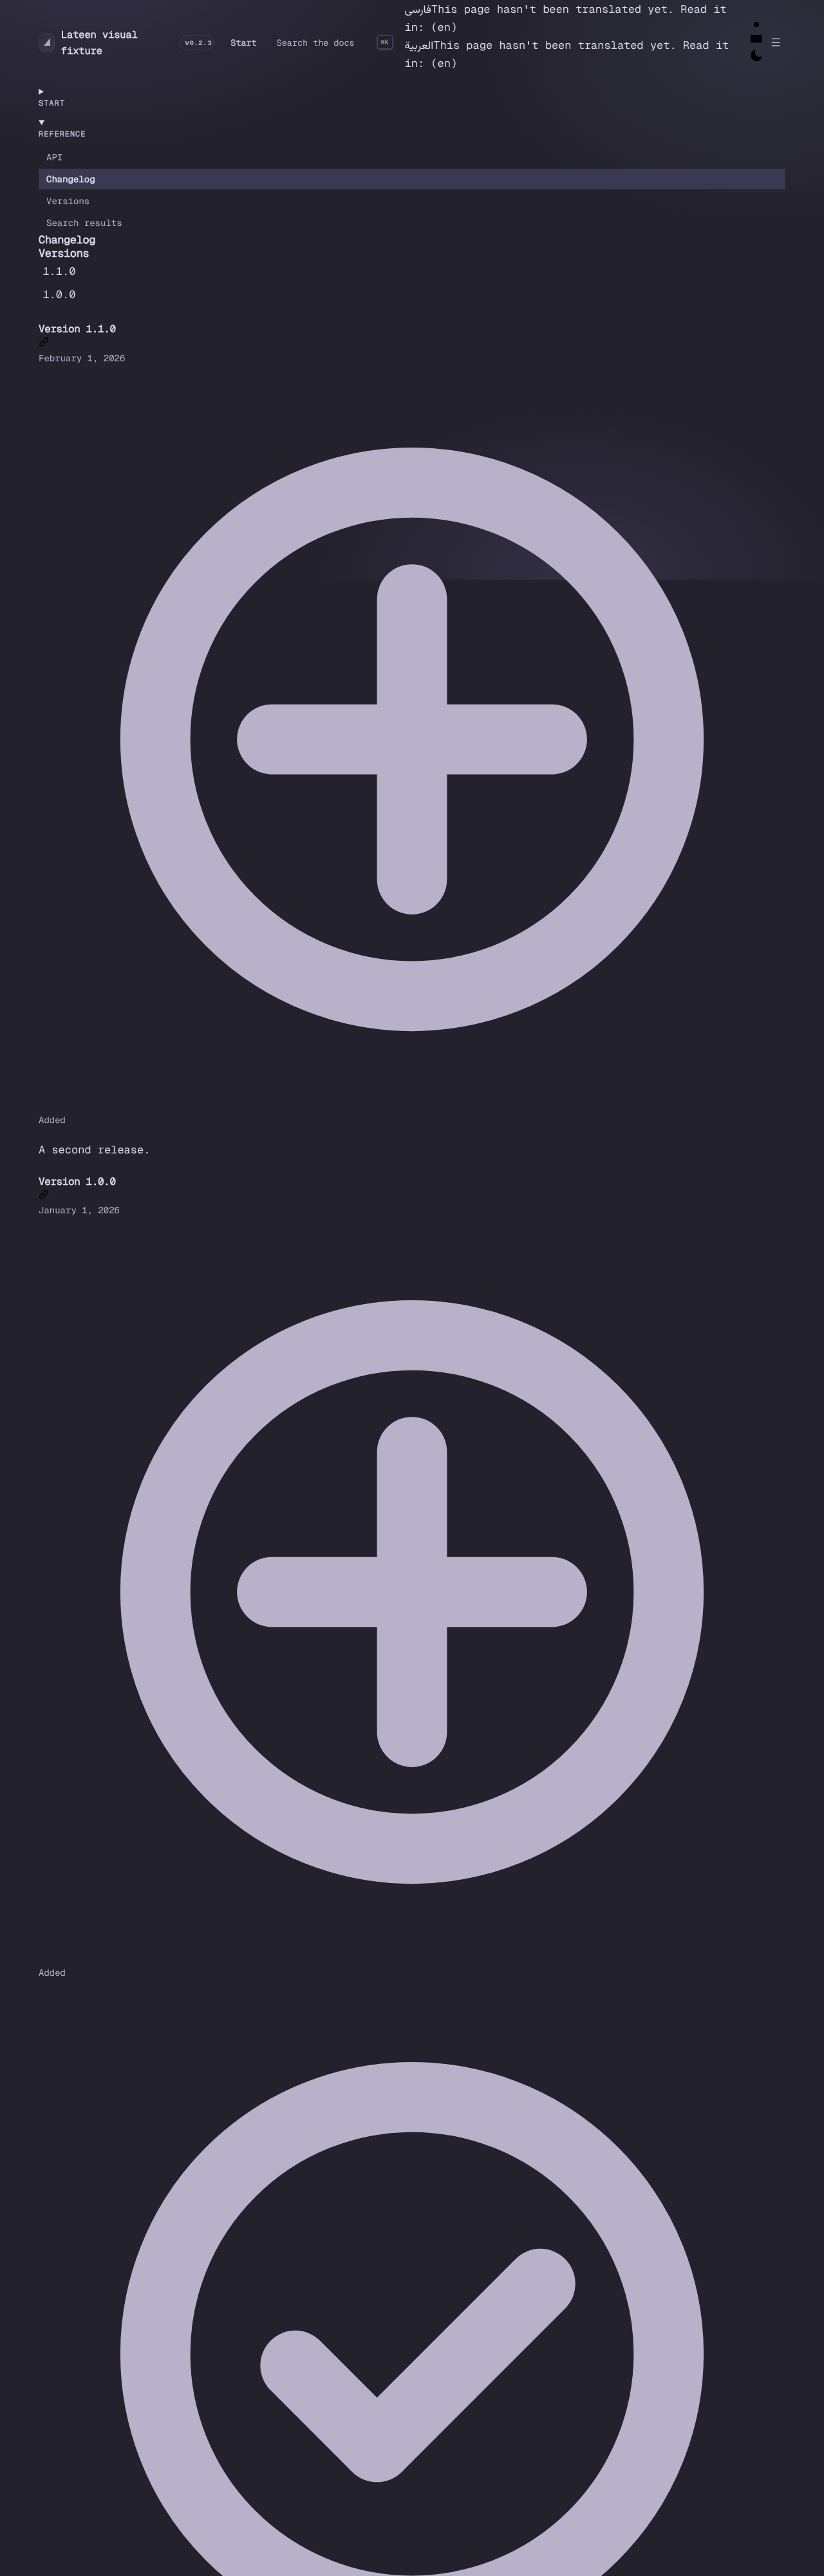 Lateen visual
fixture
v0.2.3
Start
Search the docs
⌘K
فارسیThis page hasn't been translated yet. Read it
in: (en)
العربيةThis page hasn't been translated yet. Read it
in: (en)
START
REFERENCE
API
Changelog
Versions
Search results
Changelog
Versions
1.1.0
1.0.0
Version 1.1.0
February 1, 2026
Added
A second release.
Version 1.0.0
January 1, 2026
Added